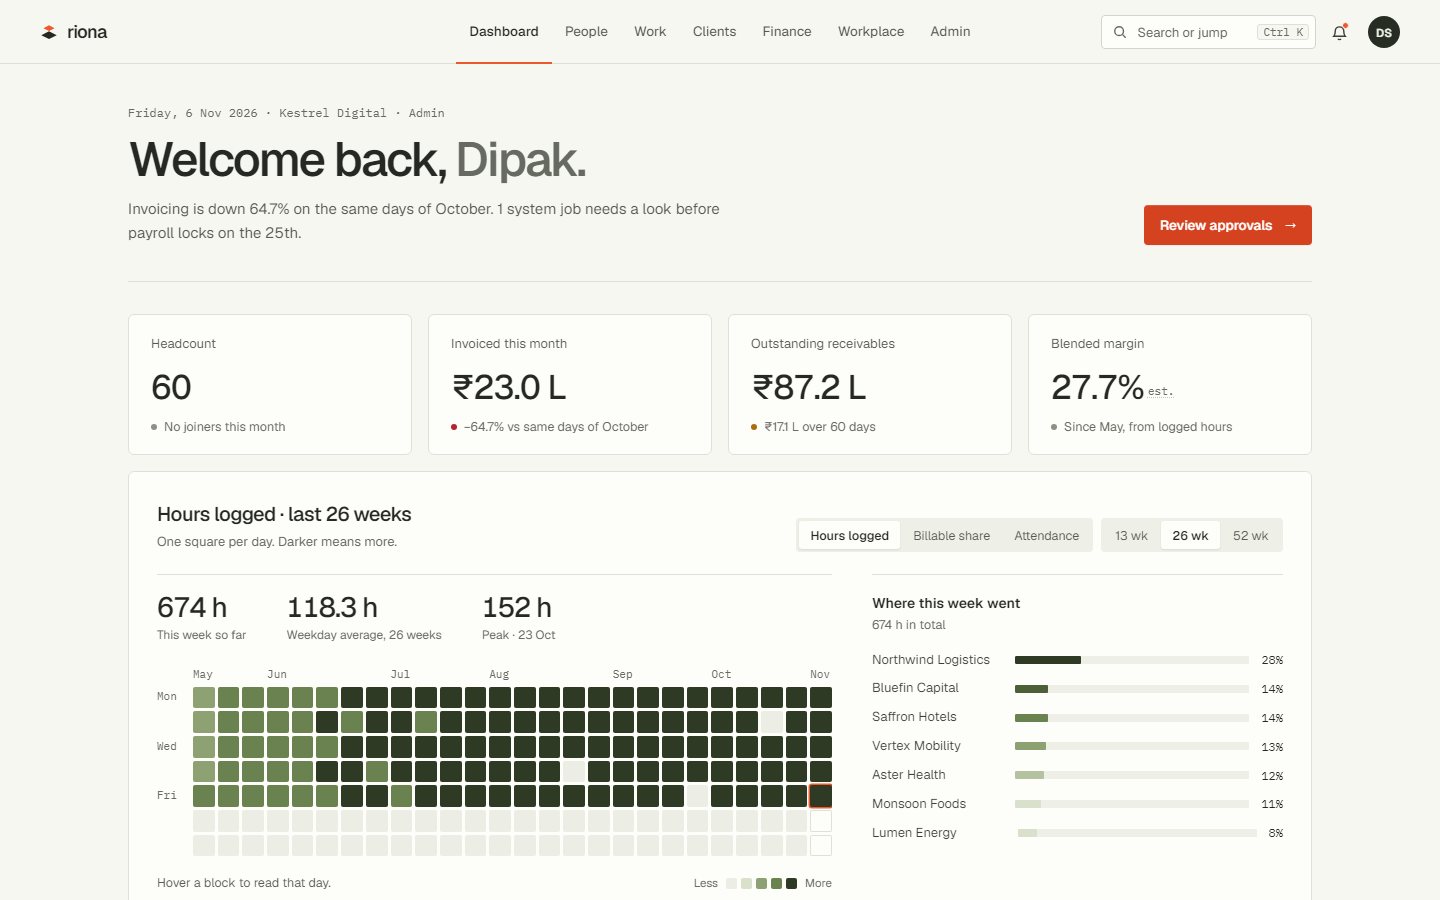 riona
Dashboard People Work Clients Finance Workplace Admin
Search or jump Ctrl K
DS
Friday, 6 Nov 2026 · Kestrel Digital · Admin
Welcome back, Dipak.
Invoicing is down 64.7% on the same days of October. 1 system job needs a look before
payroll locks on the 25th.
Review approvals →
Headcount
60
No joiners this month
Invoiced this month
₹23.0 L
−64.7% vs same days of October
Outstanding receivables
₹87.2 L
₹17.1 L over 60 days
Blended margin
27.7% est.
Since May, from logged hours
Hours logged · last 26 weeks
One square per day. Darker means more.
Hours logged Billable share Attendance
13 wk 26 wk 52 wk
674 h
This week so far
118.3 h
Weekday average, 26 weeks
152 h
Peak · 23 Oct
May Jun Jul Aug Sep Oct Nov
Mon
Wed
Fri
Hover a block to read that day.
Less More
Where this week went
674 h in total
Northwind Logistics 28%
Bluefin Capital 14%
Saffron Hotels 14%
Vertex Mobility 13%
Aster Health 12%
Monsoon Foods 11%
Lumen Energy 8%